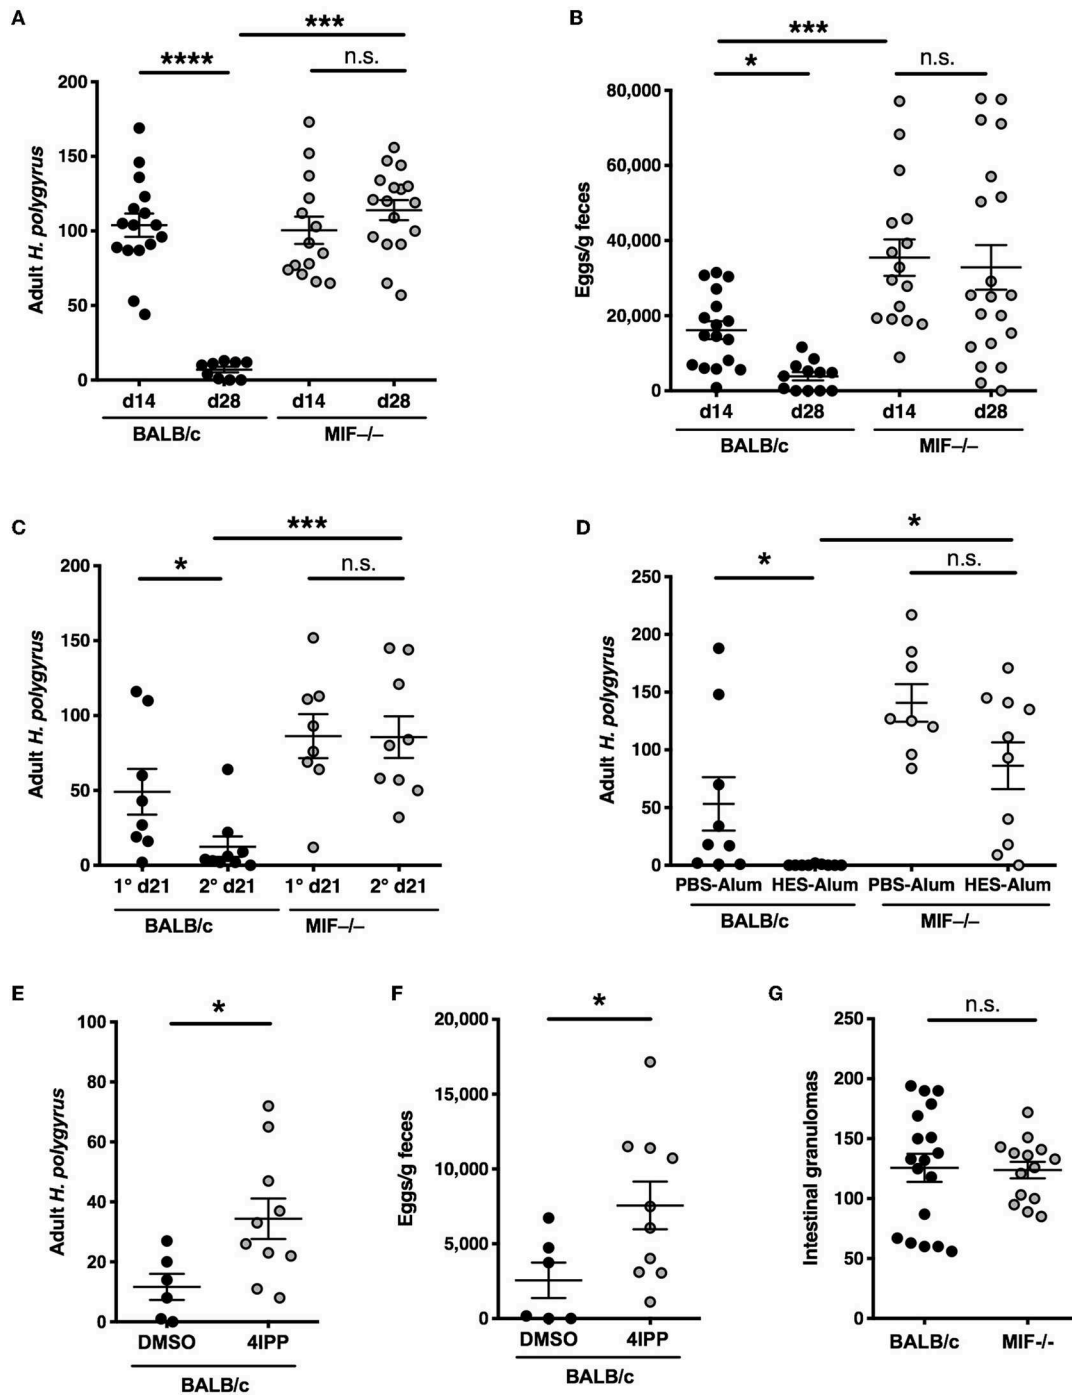 A
***
****
n.s.
Adult H. polygyrus
200
150
100
50
0
d14
d28
d14
d28
BALB/c
MIF–/–
B
***
*
n.s.
Eggs/g feces
80,000
60,000
40,000
20,000
0
d14
d28
d14
d28
BALB/c
MIF–/–
C
***
*
n.s.
Adult H. polygyrus
200
150
100
50
0
1° d21
2° d21
1° d21
2° d21
BALB/c
MIF–/–
D
*
*
n.s.
Adult H. polygyrus
250
200
150
100
50
0
PBS-Alum
HES-Alum
PBS-Alum
HES-Alum
BALB/c
MIF–/–
E
*
Adult H. polygyrus
100
80
60
40
20
0
DMSO
4IPP
BALB/c
F
*
Eggs/g feces
20,000
15,000
10,000
5,000
0
DMSO
4IPP
BALB/c
G
n.s.
Intestinal granulomas
250
200
150
100
50
0
BALB/c
MIF-/-